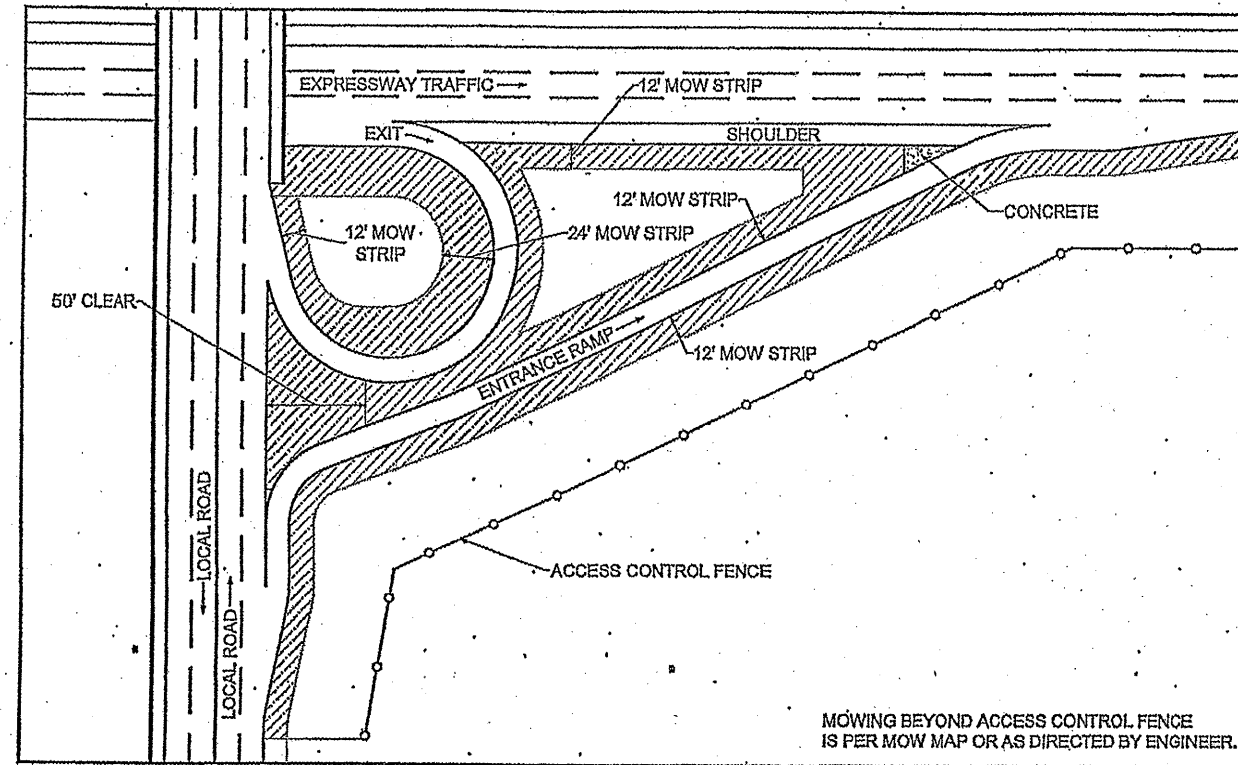 EXPRESSWAY TRAFFIC
12' MOW STRIP
EXIT
SHOULDER
12' MOW STRIP
CONCRETE
12' MOW
STRIP
24' MOW STRIP
50' CLEAR
ENTRANCE RAMP
12' MOW STRIP
LOCAL ROAD
LOCAL ROAD
ACCESS CONTROL FENCE
MOWING BEYOND ACCESS CONTROL FENCE
IS PER MOW MAP OR AS DIRECTED BY ENGINEER.